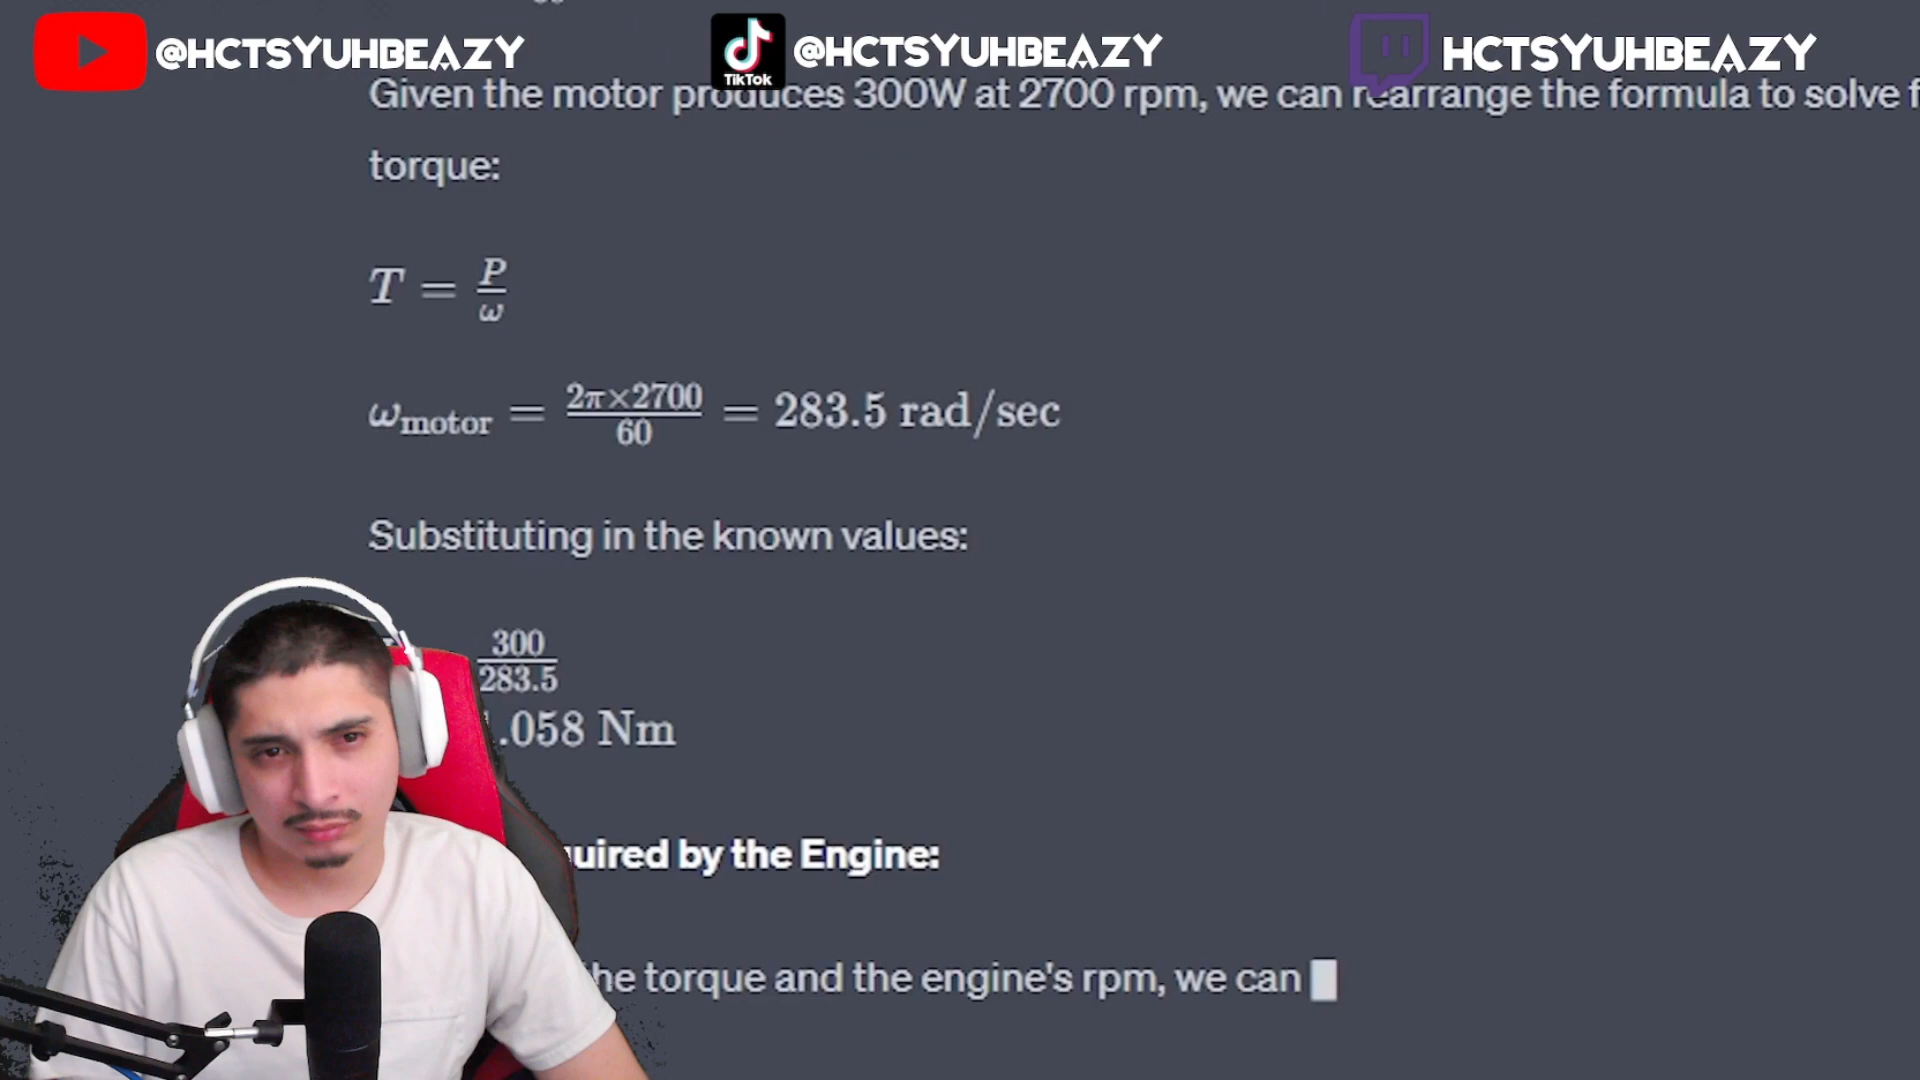 @HCTSYUHBEAZY
TikTok
@HCTSYUHBEAZY
HCTSYUHBEAZY
Given the motor produces 300W at 2700 rpm, we can rearrange the formula to solve f
torque:
T = P/ω
ω_motor = 2π×2700/60 = 283.5 rad/sec
Substituting in the known values:
300/283.5
.058 Nm
uired by the Engine:
he torque and the engine's rpm, we can